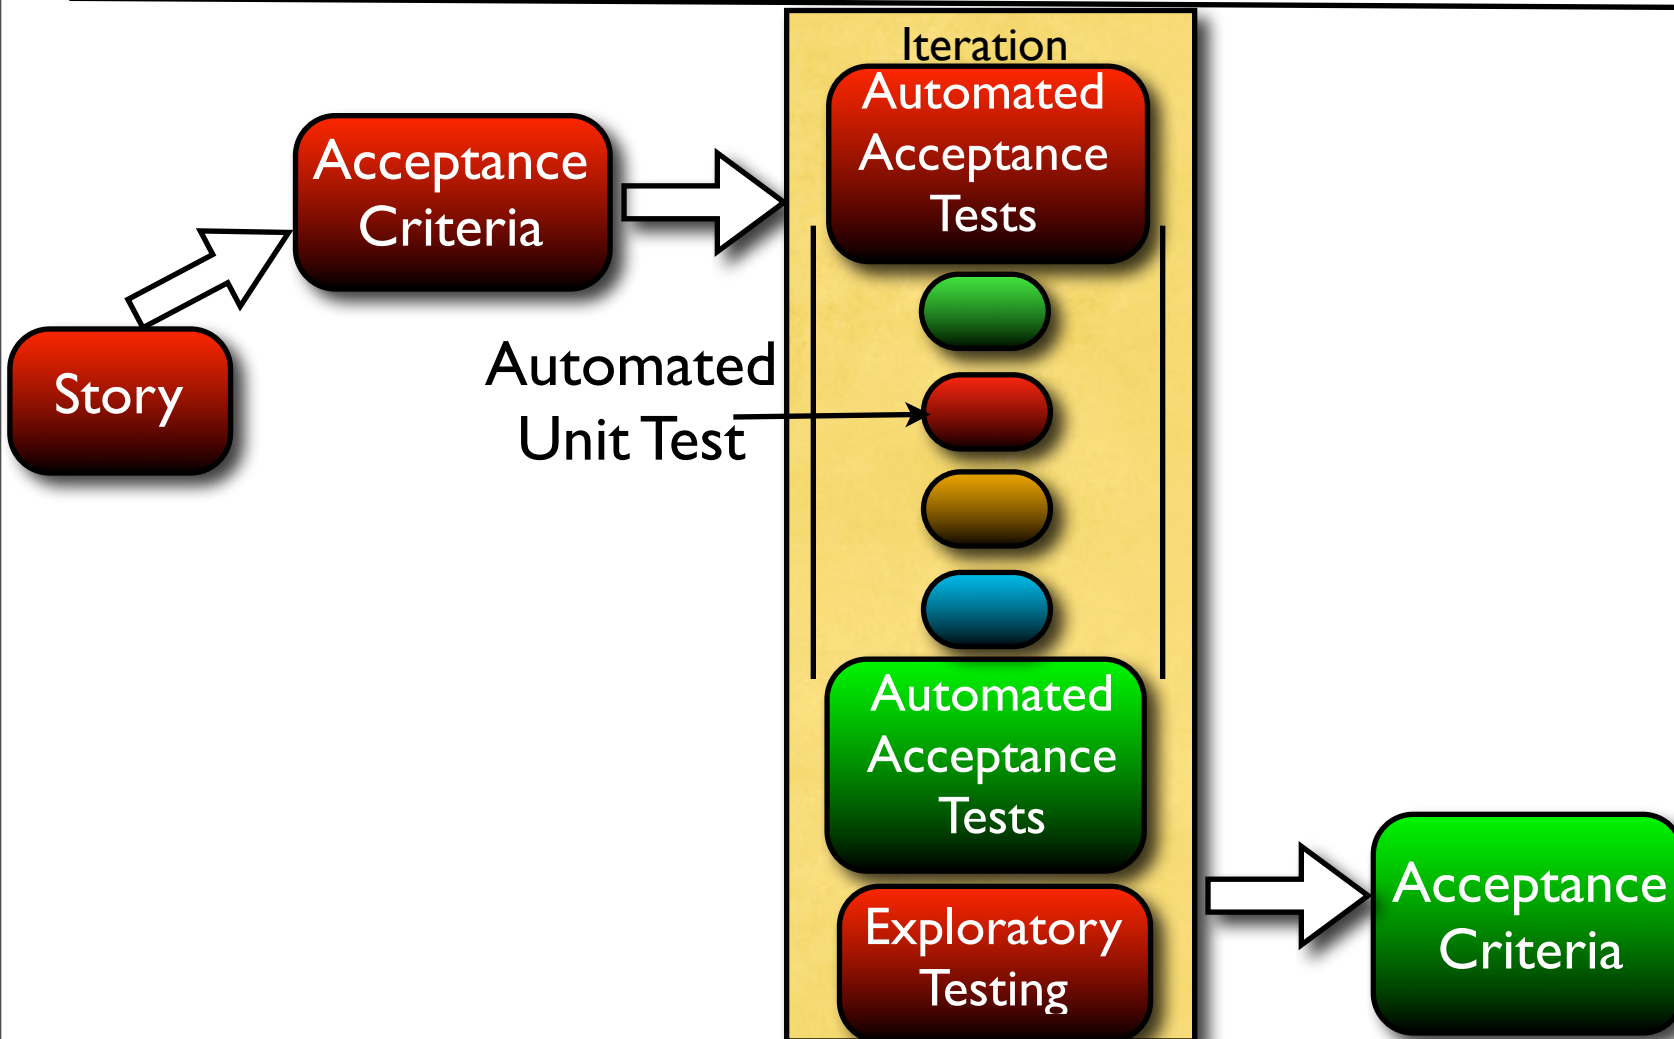 Iteration
Automated
Acceptance
Tests
Acceptance
Criteria
Story
Automated
Unit Test
Automated
Acceptance
Tests
Exploratory
Testing
Acceptance
Criteria